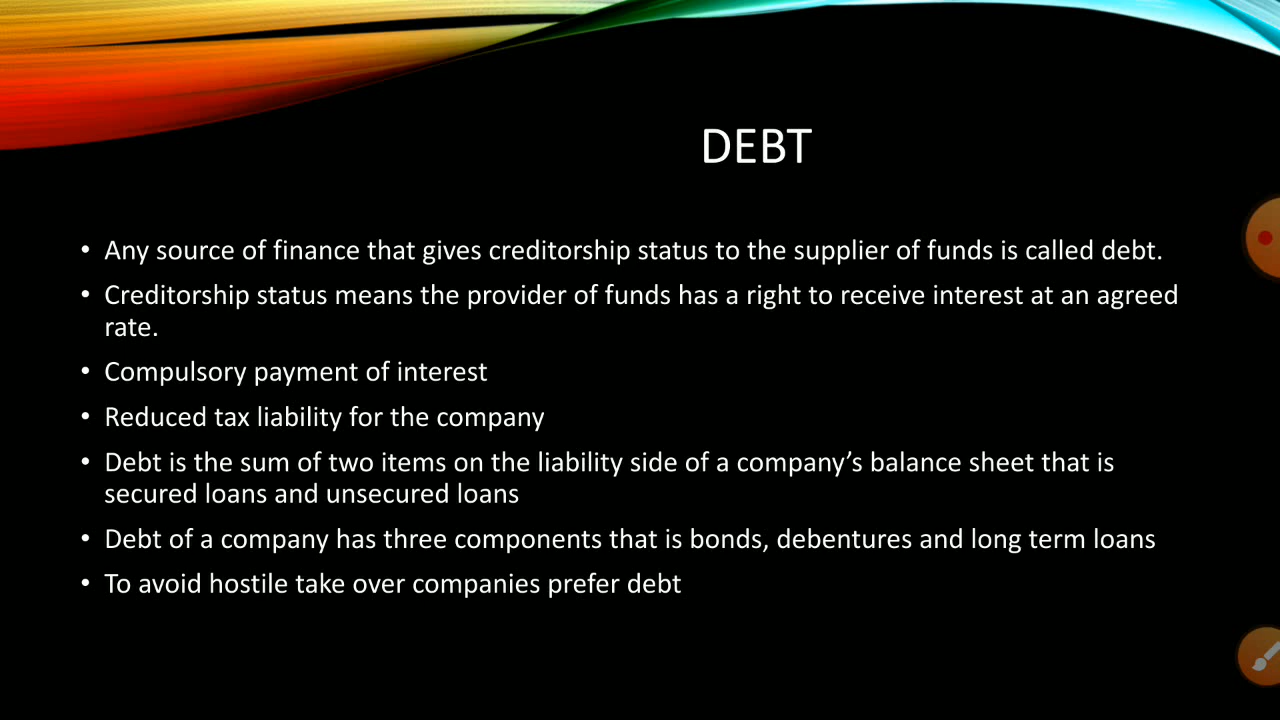 DEBT
• Any source of finance that gives creditorship status to the supplier of funds is called debt.
• Creditorship status means the provider of funds has a right to receive interest at an agreed
rate.
• Compulsory payment of interest
• Reduced tax liability for the company
• Debt is the sum of two items on the liability side of a company’s balance sheet that is
secured loans and unsecured loans
• Debt of a company has three components that is bonds, debentures and long term loans
• To avoid hostile take over companies prefer debt